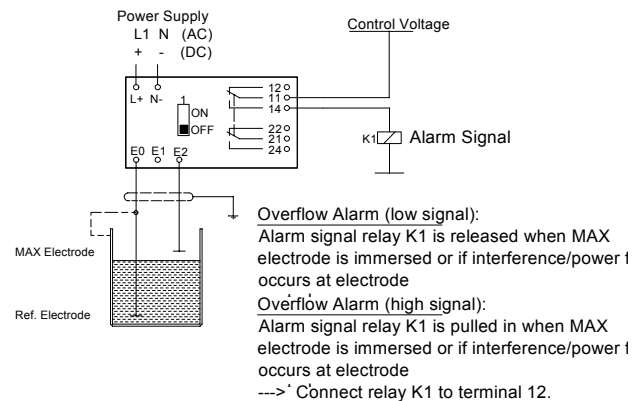 Power Supply
L1 N (AC)
+ - (DC)
Control Voltage
L+ N-
1
ON
OFF
12
11
14
22
21
24
E0 E1 E2
K1 Alarm Signal
MAX Electrode
Ref. Electrode
Overflow Alarm (low signal):
Alarm signal relay K1 is released when MAX
electrode is immersed or if interference/power f
occurs at electrode
Overflow Alarm (high signal):
Alarm signal relay K1 is pulled in when MAX
electrode is immersed or if interference/power f
occurs at electrode
---> Connect relay K1 to terminal 12.